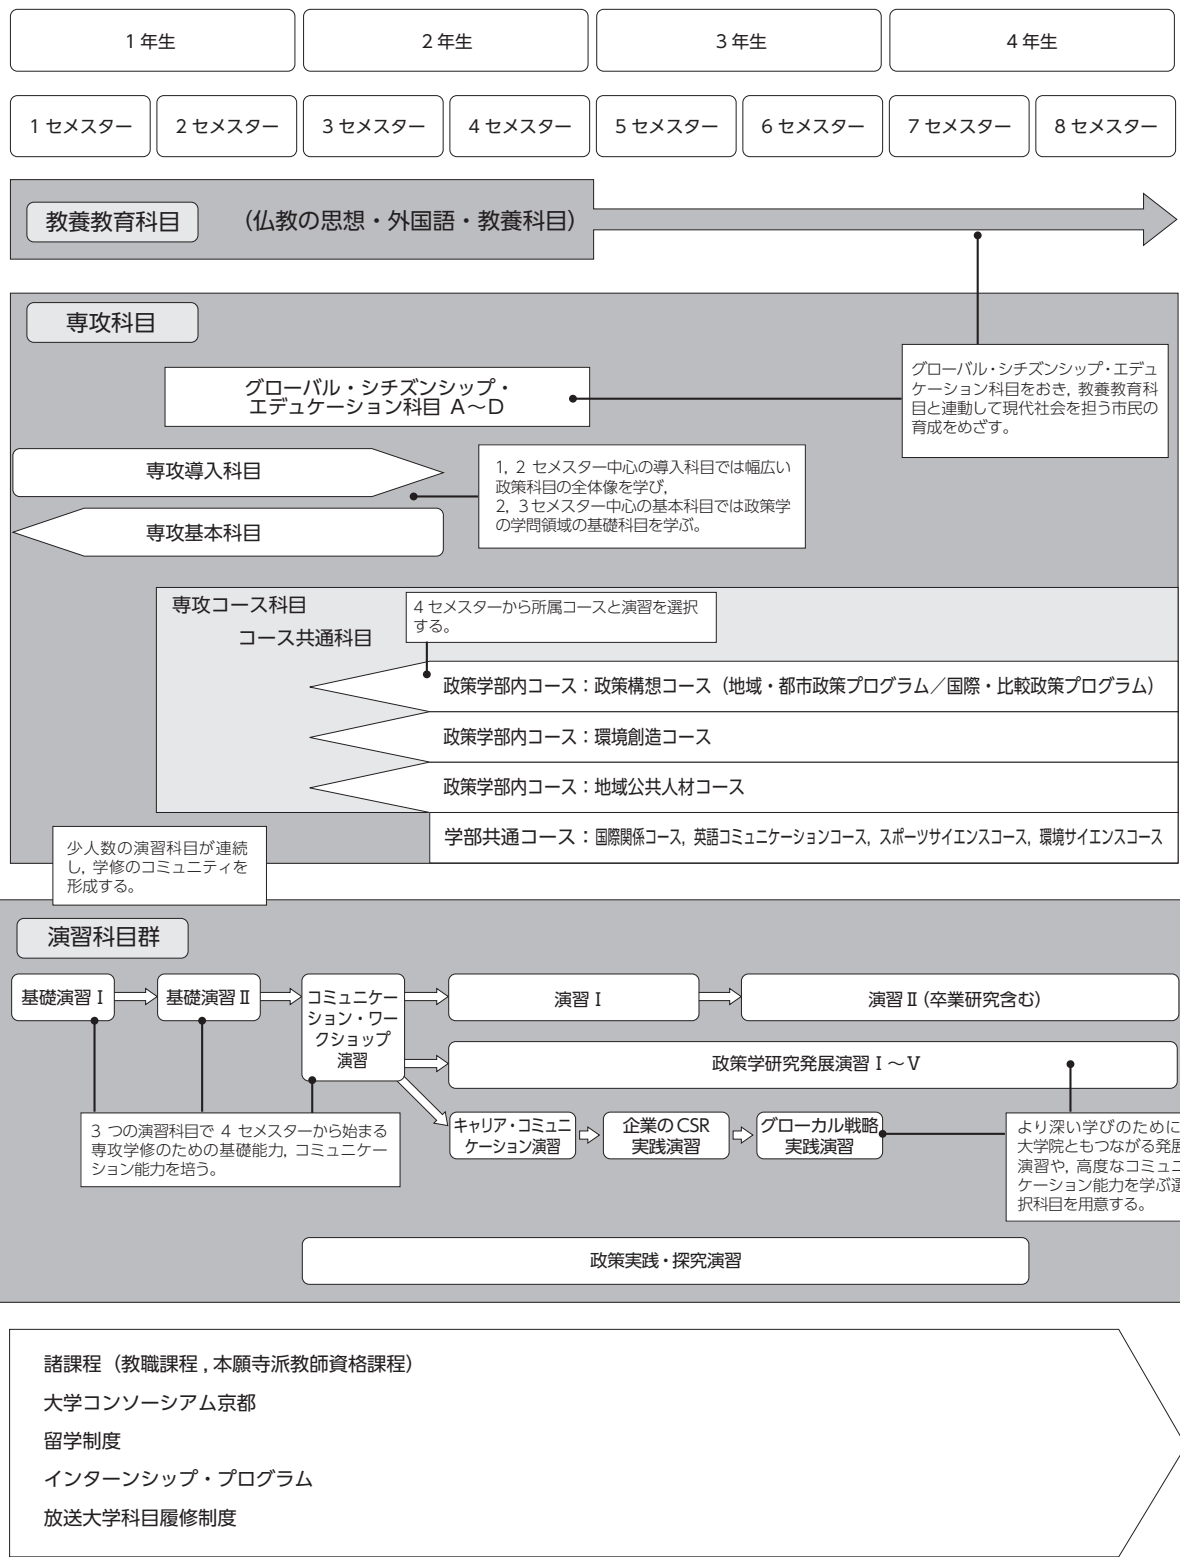 1 年生
2 年生
3 年生
4 年生
1 セメスター
2 セメスター
3 セメスター
4 セメスター
5 セメスター
6 セメスター
7 セメスター
8 セメスター
教養教育科目
（仏教の思想・外国語・教養科目）
専攻科目
グローバル・シチズンシップ・
エデュケーション科目 A～D
グローバル・シチズンシップ・エデュ
ケーション科目をおき, 教養教育科
目と連動して現代社会を担う市民の
育成をめざす。
専攻導入科目
専攻基本科目
1, 2 セメスター中心の導入科目では幅広い
政策科目の全体像を学び,
2, 3セメスター中心の基本科目では政策学
の学問領域の基礎科目を学ぶ。
専攻コース科目
コース共通科目
4 セメスターから所属コースと演習を選択
する。
政策学部内コース：政策構想コース（地域・都市政策プログラム／国際・比較政策プログラム）
政策学部内コース：環境創造コース
政策学部内コース：地域公共人材コース
学部共通コース：国際関係コース, 英語コミュニケーションコース, スポーツサイエンスコース, 環境サイエンスコース
少人数の演習科目が連続
し, 学修のコミュニティを
形成する。
演習科目群
基礎演習 Ⅰ
基礎演習 Ⅱ
コミュニケー
ション・ワー
クショップ
演習
演習 Ⅰ
演習 Ⅱ (卒業研究含む)
政策学研究発展演習 Ⅰ～Ⅴ
キャリア・コミュニ
ケーション演習
企業の CSR
実践演習
グローカル戦略
実践演習
3 つの演習科目で 4 セメスターから始まる
専攻学修のための基礎能力, コミュニケー
ション能力を培う。
より深い学びのために
大学院ともつながる発展
演習や, 高度なコミュニ
ケーション能力を学ぶ選
択科目を用意する。
政策実践・探究演習
諸課程（教職課程 , 本願寺派教師資格課程）
大学コンソーシアム京都
留学制度
インターンシップ・プログラム
放送大学科目履修制度